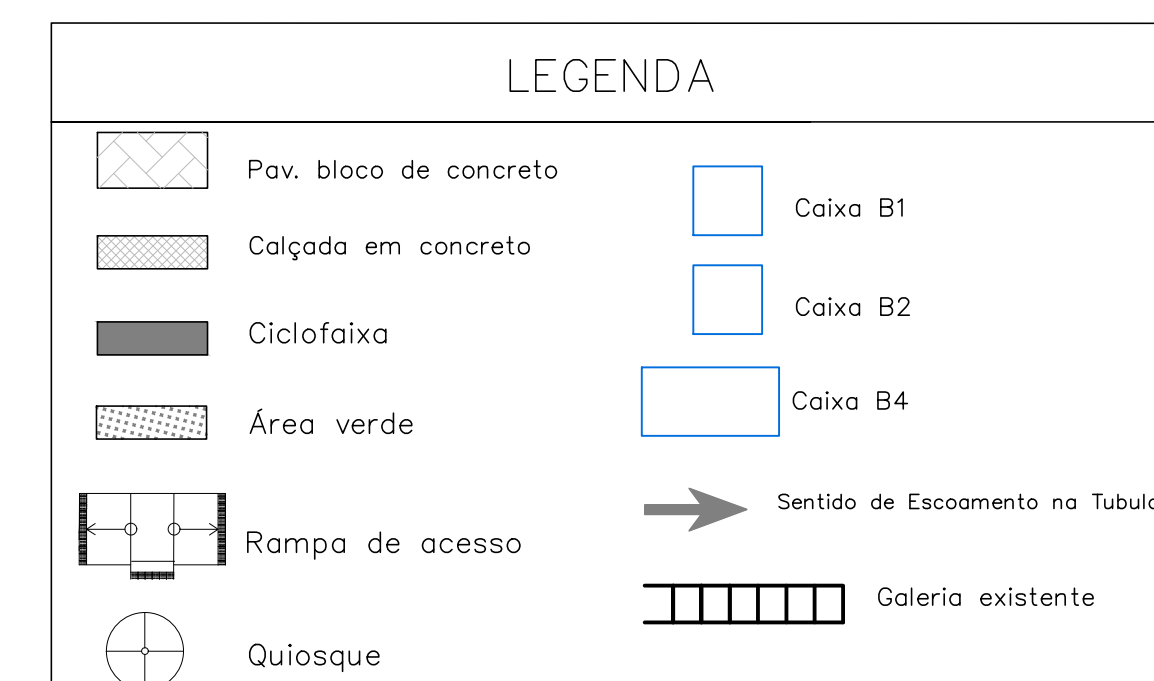 LEGENDA
Pav. bloco de concreto
Calçada em concreto
Ciclofaixa
Área verde
Rampa de acesso
Quiosque
Caixa B1
Caixa B2
Caixa B4
Sentido de Escoamento na
Galeria existente